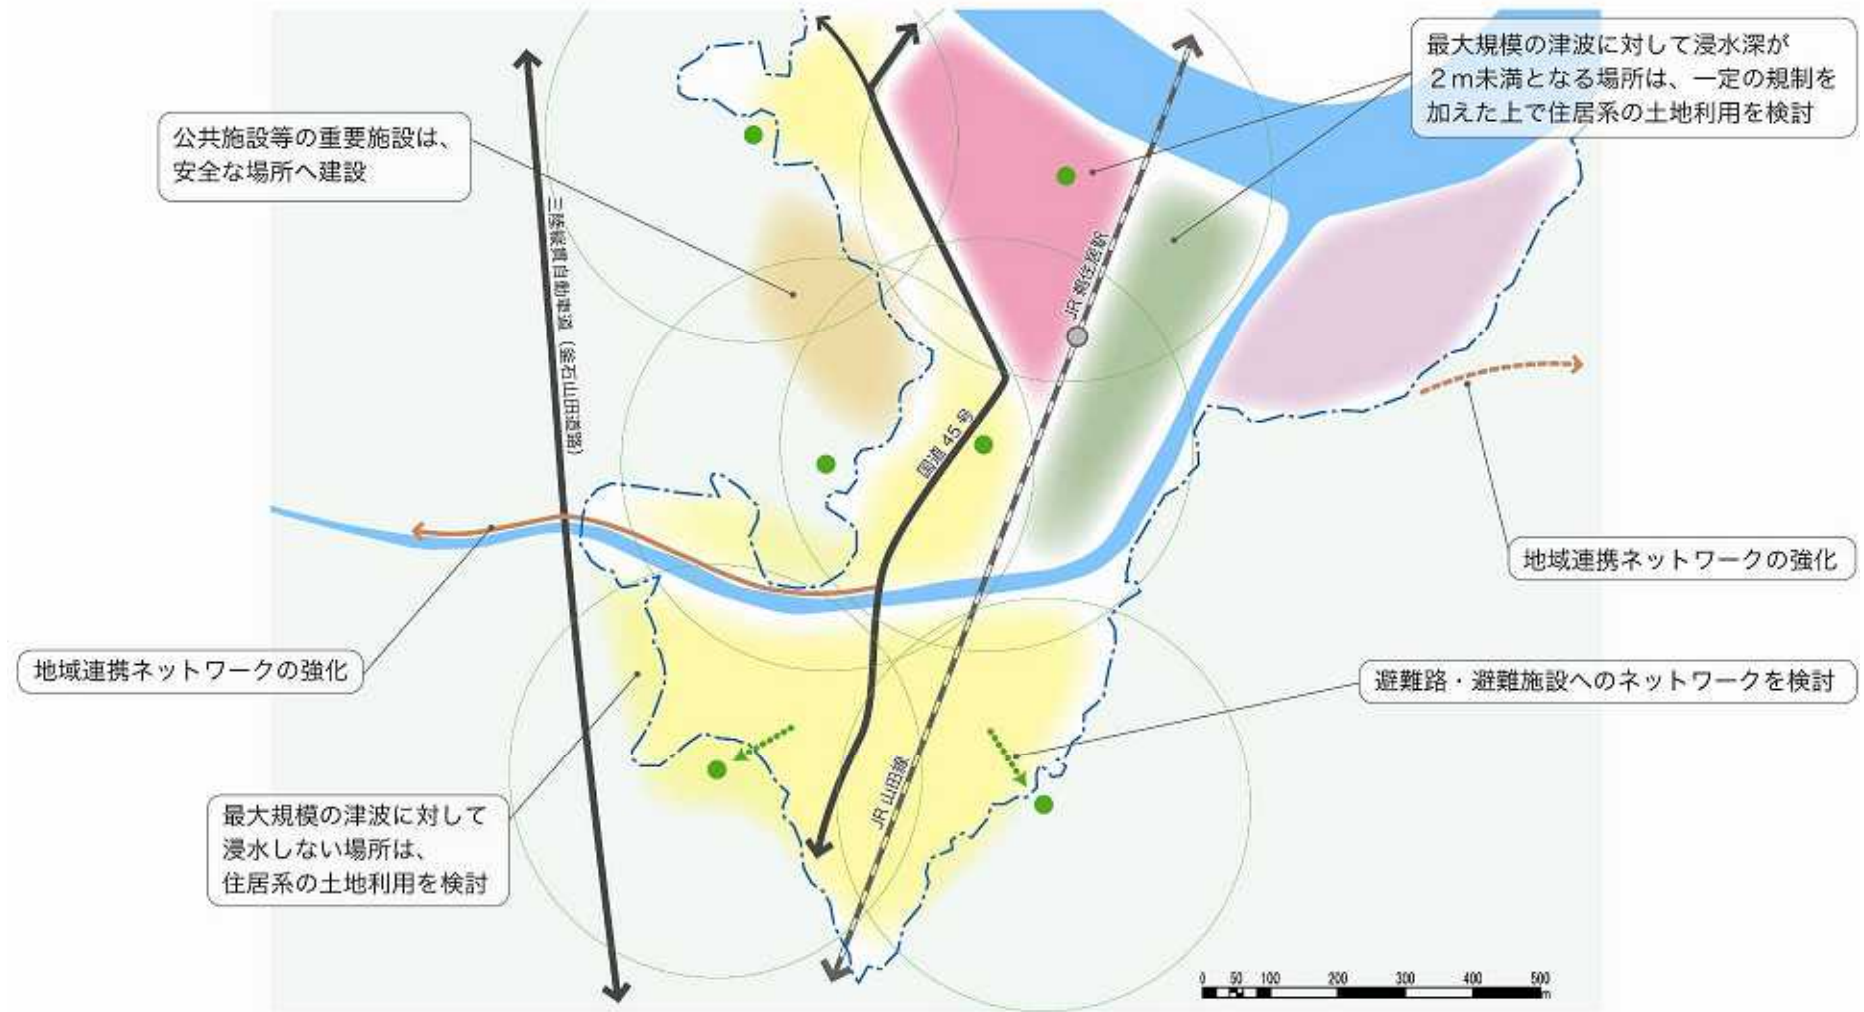 最大規模の津波に対して浸水深が
２ｍ未満となる場所は、一定の規制を
加えた上で住居系の土地利用を検討
公共施設等の重要施設は、
安全な場所へ建設
三陸縦貫自動車道（釜石山田道路）
JR 鵜住居駅
国道 45 号
地域連携ネットワークの強化
地域連携ネットワークの強化
避難路・避難施設へのネットワークを検討
JR 山田線
最大規模の津波に対して
浸水しない場所は、
住居系の土地利用を検討
0 50 100 200 300 400 500
m